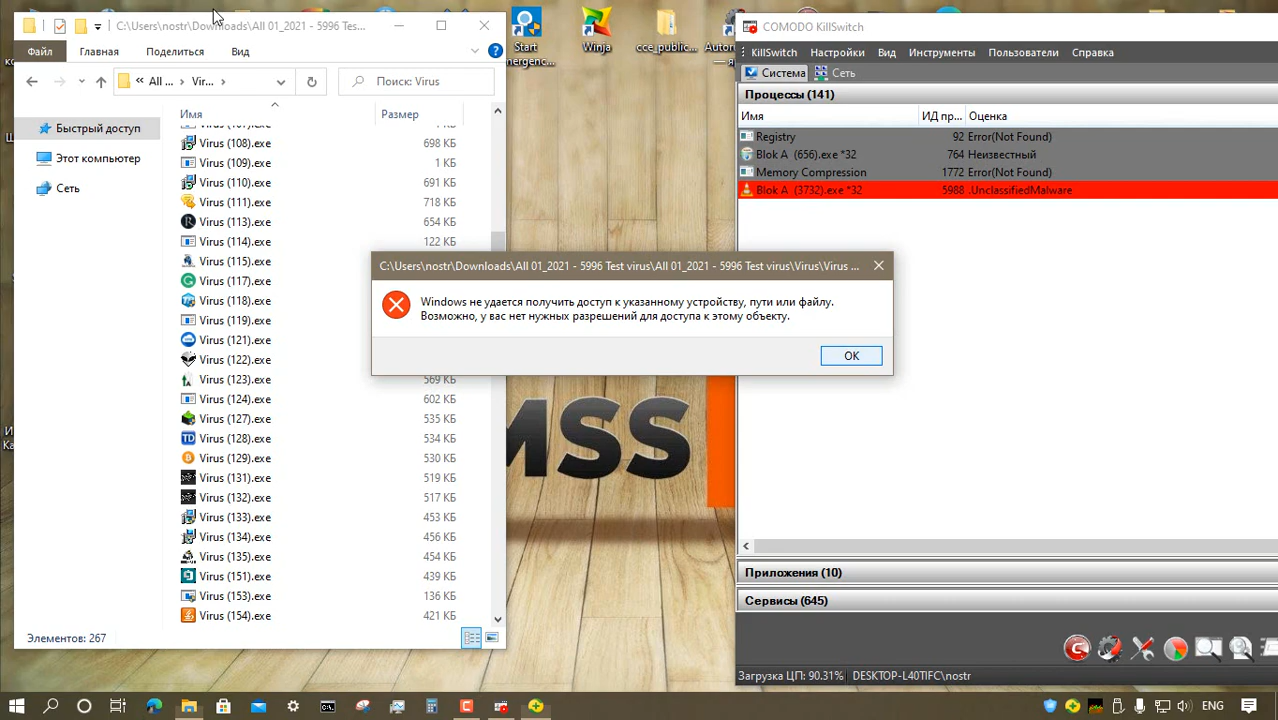 C:\Users\nostr\Downloads\All 01_2021 - 5996 Tes...
Файл
Главная
Поделиться
Вид
« All ... › Vir... ›
Поиск: Virus
Имя
Размер
Быстрый доступ
Этот компьютер
Сеть
Virus (108).exe 698 КБ
Virus (109).exe 1 КБ
Virus (110).exe 691 КБ
Virus (111).exe 718 КБ
Virus (113).exe 654 КБ
Virus (114).exe 122 КБ
Virus (115).exe
Virus (117).exe
Virus (118).exe
Virus (119).exe
Virus (121).exe
Virus (122).exe
Virus (123).exe 569 КБ
Virus (124).exe 602 КБ
Virus (127).exe 535 КБ
Virus (128).exe 534 КБ
Virus (129).exe 530 КБ
Virus (131).exe 519 КБ
Virus (132).exe 517 КБ
Virus (133).exe 453 КБ
Virus (134).exe 456 КБ
Virus (135).exe 454 КБ
Virus (151).exe 439 КБ
Virus (153).exe 136 КБ
Virus (154).exe 421 КБ
Элементов: 267
Start
Winja
cce_public...
C:\Users\nostr\Downloads\All 01_2021 - 5996 Test virus\All 01_2021 - 5996 Test virus\Virus\Virus ...
Windows не удается получить доступ к указанному устройству, пути или файлу.
Возможно, у вас нет нужных разрешений для доступа к этому объекту.
OK
MSS
COMODO KillSwitch
KillSwitch Настройки Вид Инструменты Пользователи Справка
Система Сеть
Процессы (141)
Имя ИД пр... Оценка
Registry 92 Error(Not Found)
Blok A (656).exe *32 764 Неизвестный
Memory Compression 1772 Error(Not Found)
Blok A (3732).exe *32 5988 .UnclassifiedMalware
Приложения (10)
Сервисы (645)
Загрузка ЦП: 90.31% DESKTOP-L40TIFC\nostr
ENG